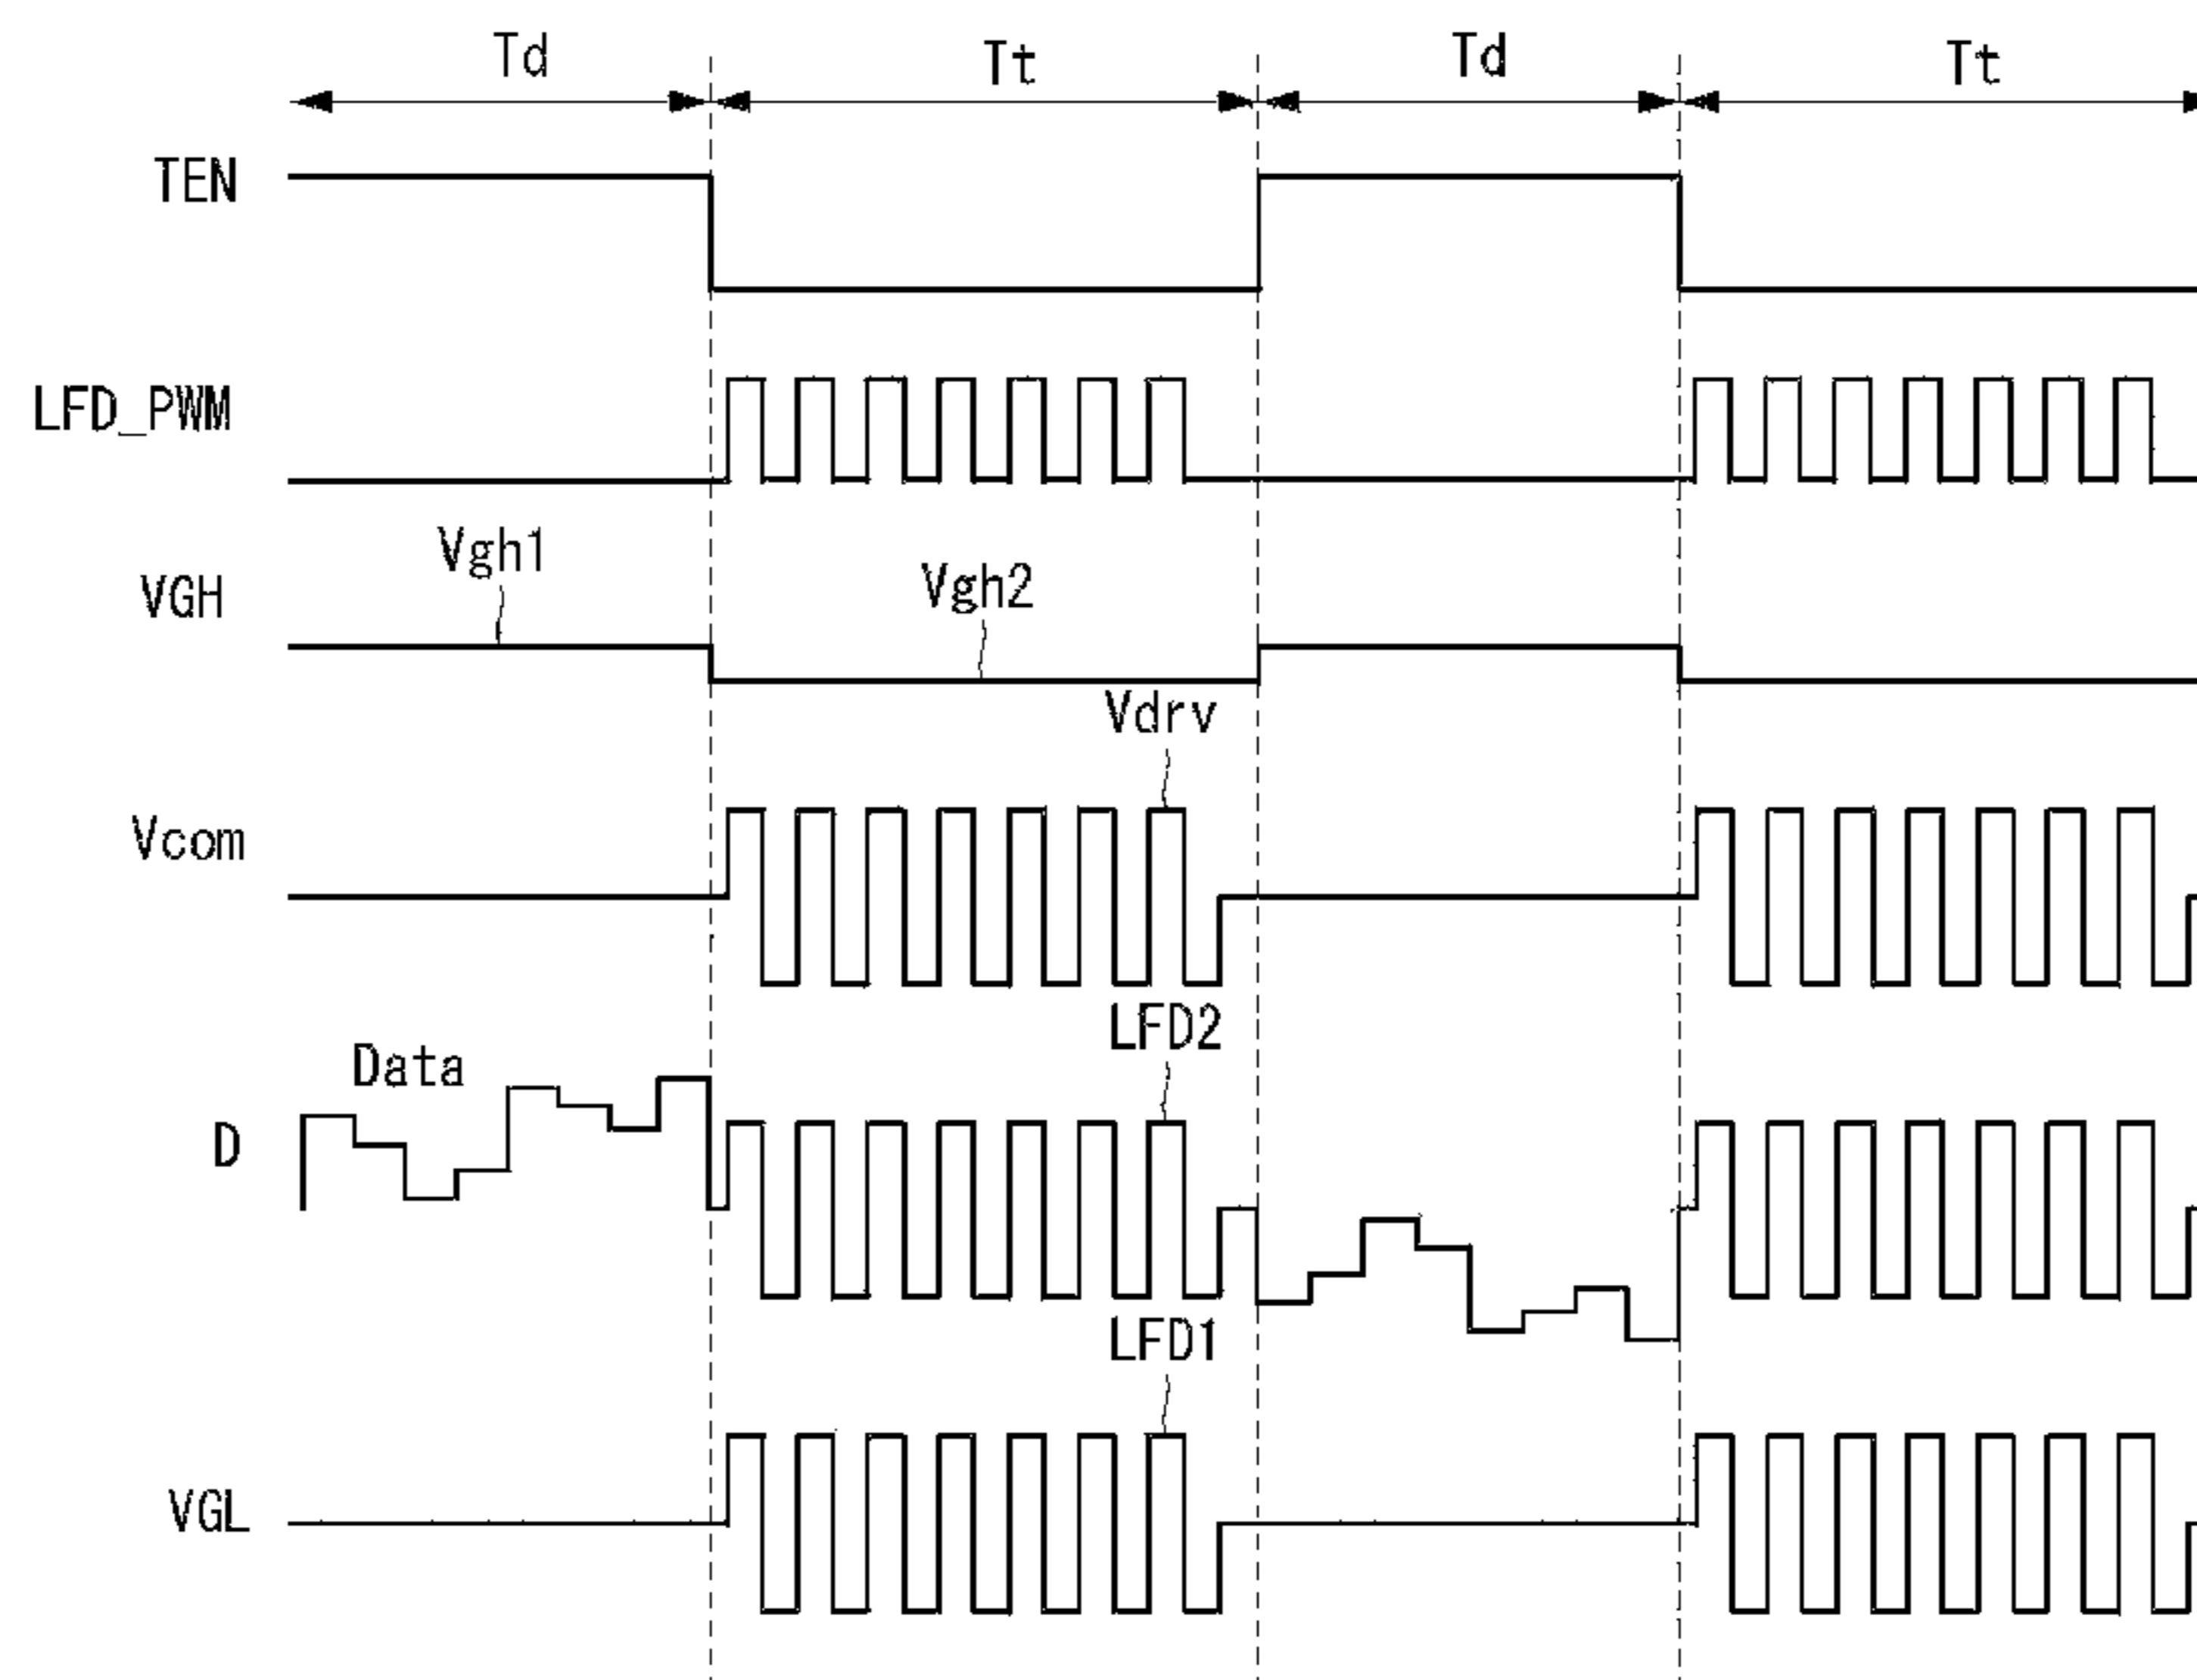 Td Tt Td Tt
TEN
LFD_PWM
Vgh1
VGH
Vgh2
Vdrv
Vcom
LFD2
Data
D
LFD1
VGL